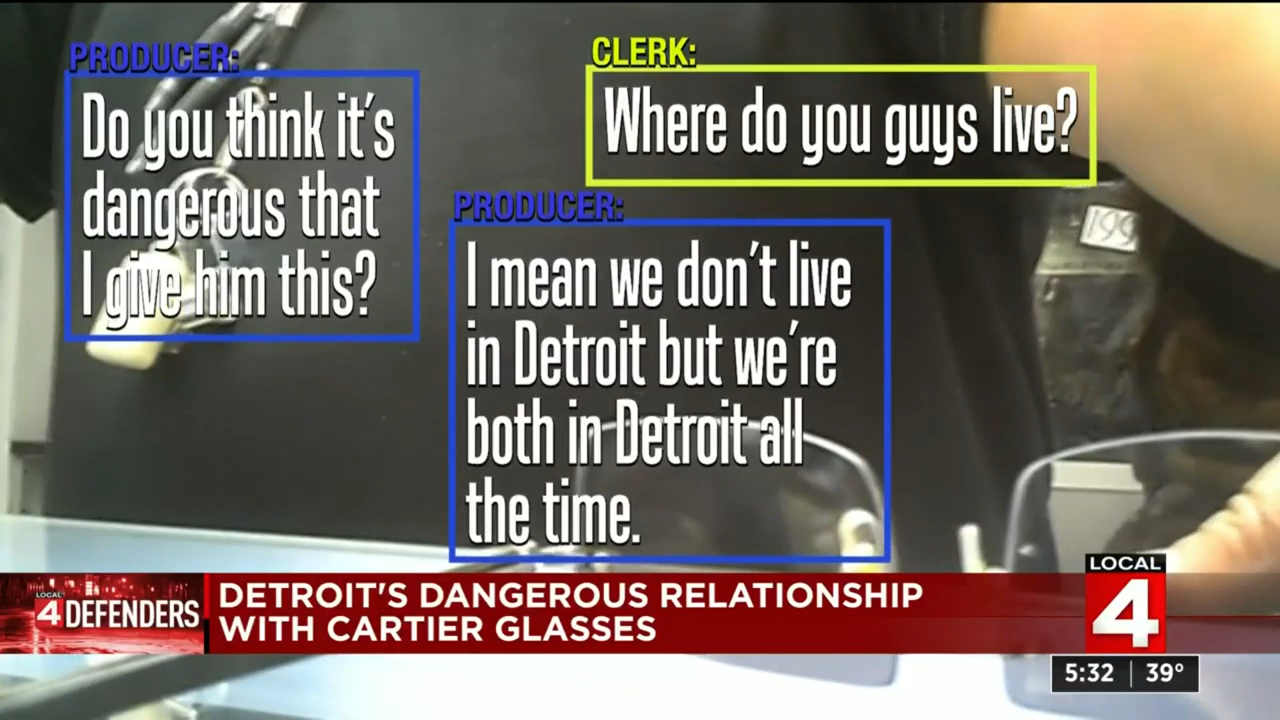 PRODUCER:
Do you think it's
dangerous that
I give him this?
CLERK:
Where do you guys live?
PRODUCER:
I mean we don't live
in Detroit but we're
both in Detroit all
the time.
199
LOCAL
4 DEFENDERS
DETROIT'S DANGEROUS RELATIONSHIP
WITH CARTIER GLASSES
LOCAL
4
5:32 | 39°